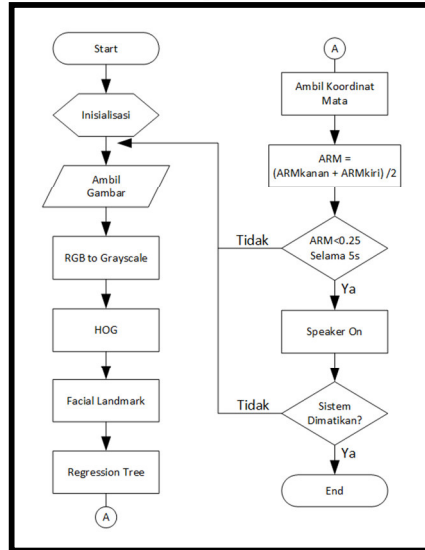 Start
Inisialisasi
Ambil
Gambar
RGB to Grayscale
HOG
Facial Landmark
Regression Tree
A
A
Ambil Koordinat
Mata
ARM =
(ARMkanan + ARMkiri) /2
ARM<0.25
Selama 5s
Tidak
Ya
Speaker On
Sistem
Dimatikan?
Tidak
Ya
End